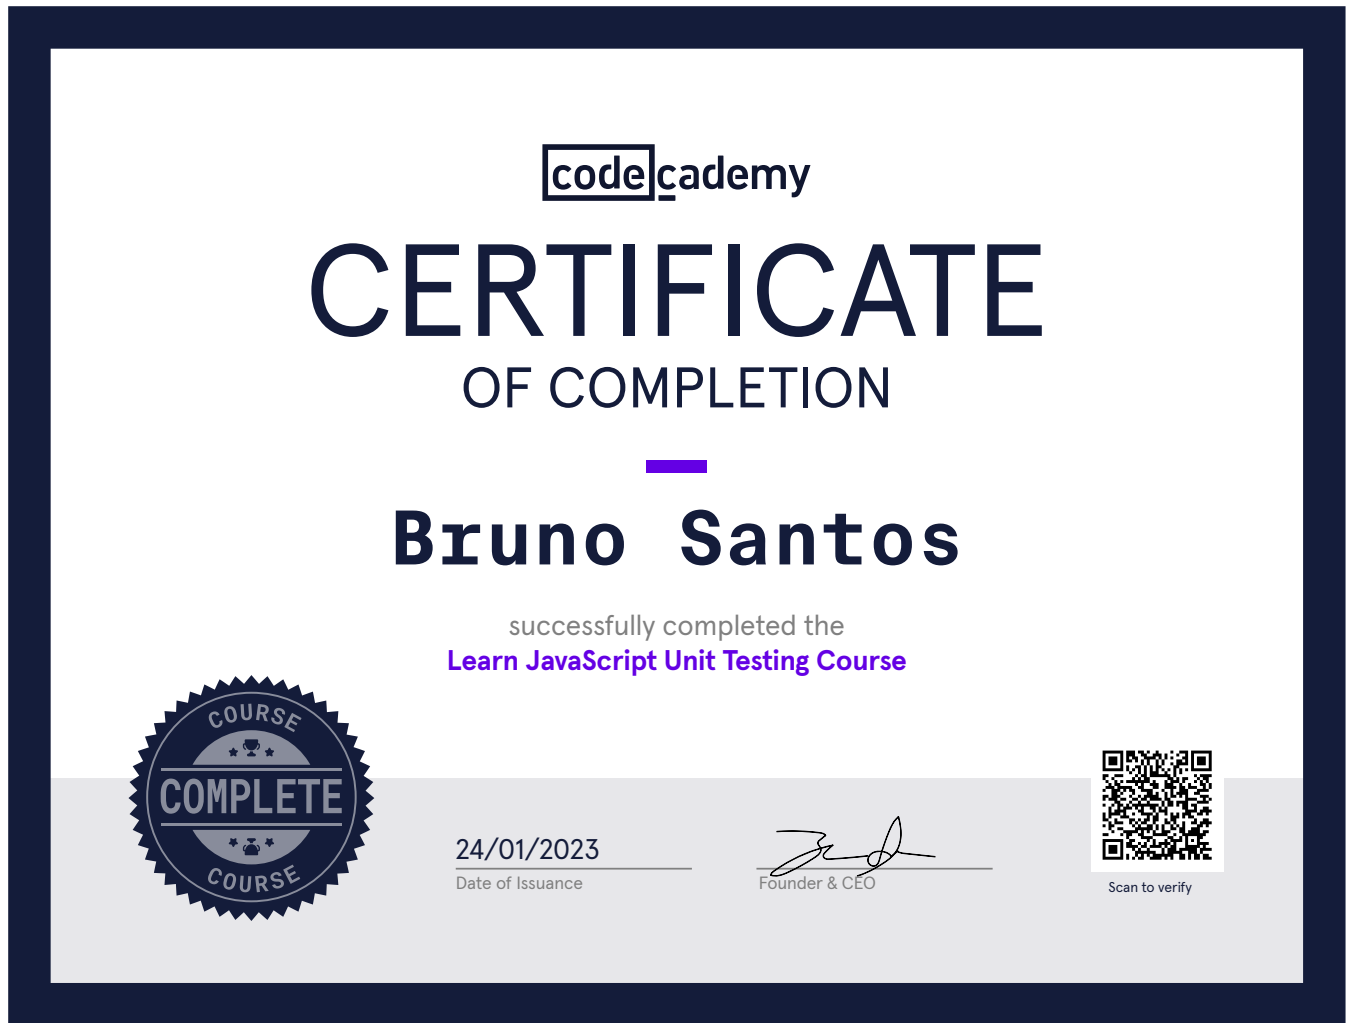 codecademy
CERTIFICATE
OF COMPLETION
Bruno Santos
successfully completed the
Learn JavaScript Unit Testing Course
COURSE
COMPLETE
COURSE
24/01/2023
Date of Issuance
Founder & CEO
Scan to verify